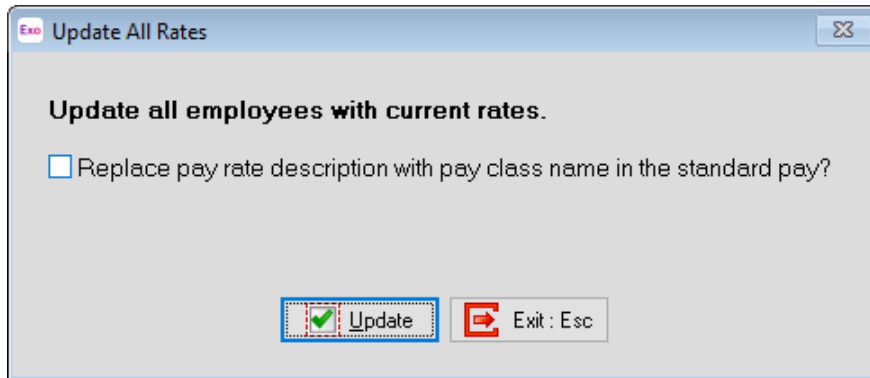 Exo Update All Rates
Update all employees with current rates.
Replace pay rate description with pay class name in the standard pay?
Update Exit : Esc